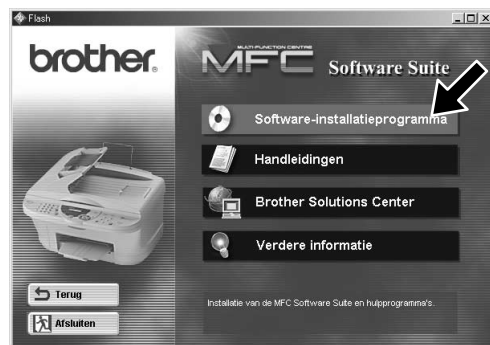 Flash
brother.
MULTI-FUNCTION CENTRE
MFC Software Suite
Software-installatieprogramma
Handleidingen
Brother Solutions Center
Verdere informatie
Terug
Afsluiten
Installatie van de MFC Software Suite en hulpprogramma's.